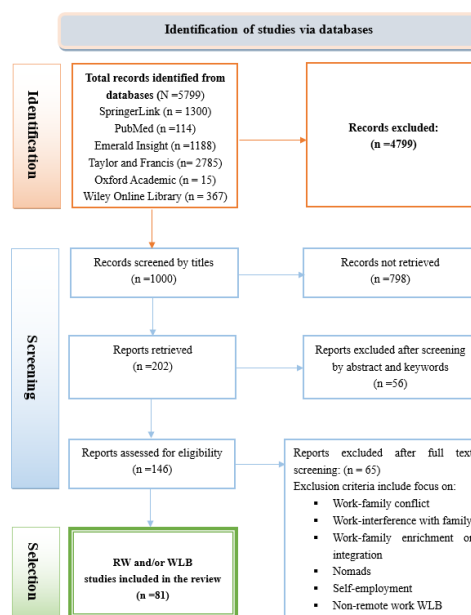 Identification of studies via databases
Identification
Total records identified from
databases (N =5799)
SpringerLink (n = 1300)
PubMed (n =114)
Emerald Insight (n =1188)
Taylor and Francis (n= 2785)
Oxford Academic (n = 15)
Wiley Online Library (n = 367)
Records excluded:
(n =4799)
Screening
Records screened by titles
(n =1000)
Records not retrieved
(n =798)
Reports retrieved
(n =202)
Reports excluded after screening
by abstract and keywords
(n =56)
Reports assessed for eligibility
(n =146)
Reports excluded after full text
screening: (n = 65)
Exclusion criteria include focus on:
▪ Work-family conflict
▪ Work-interference with family
▪ Work-family enrichment or
integration
▪ Nomads
▪ Self-employment
▪ Non-remote work WLB
Selection
RW and/or WLB
studies included in the review
(n =81)